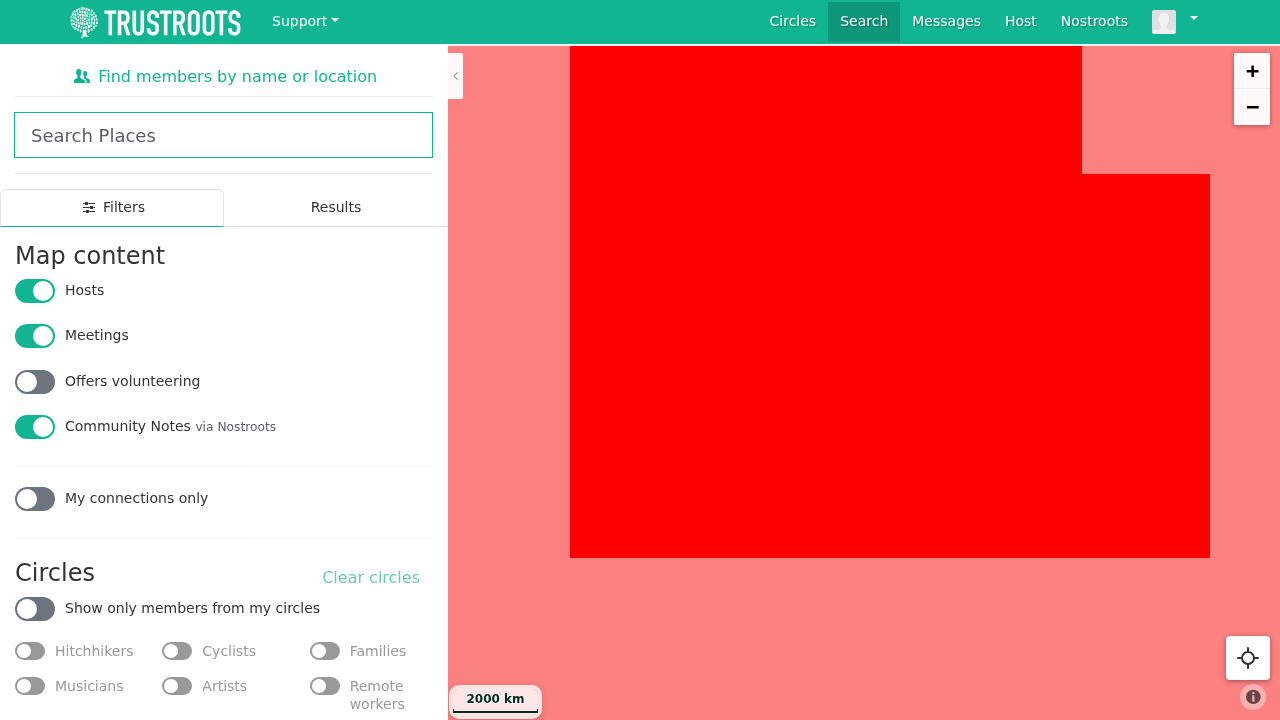 TRUSTROOTS
Support
Circles
Search
Messages
Host
Nostroots
Find members by name or location
Search Places
Filters
Results
Map content
Hosts
Meetings
Offers volunteering
Community Notes via Nostroots
My connections only
Circles
Clear circles
Show only members from my circles
Hitchhikers
Cyclists
Families
Musicians
Artists
Remote
workers
+
−
2000 km